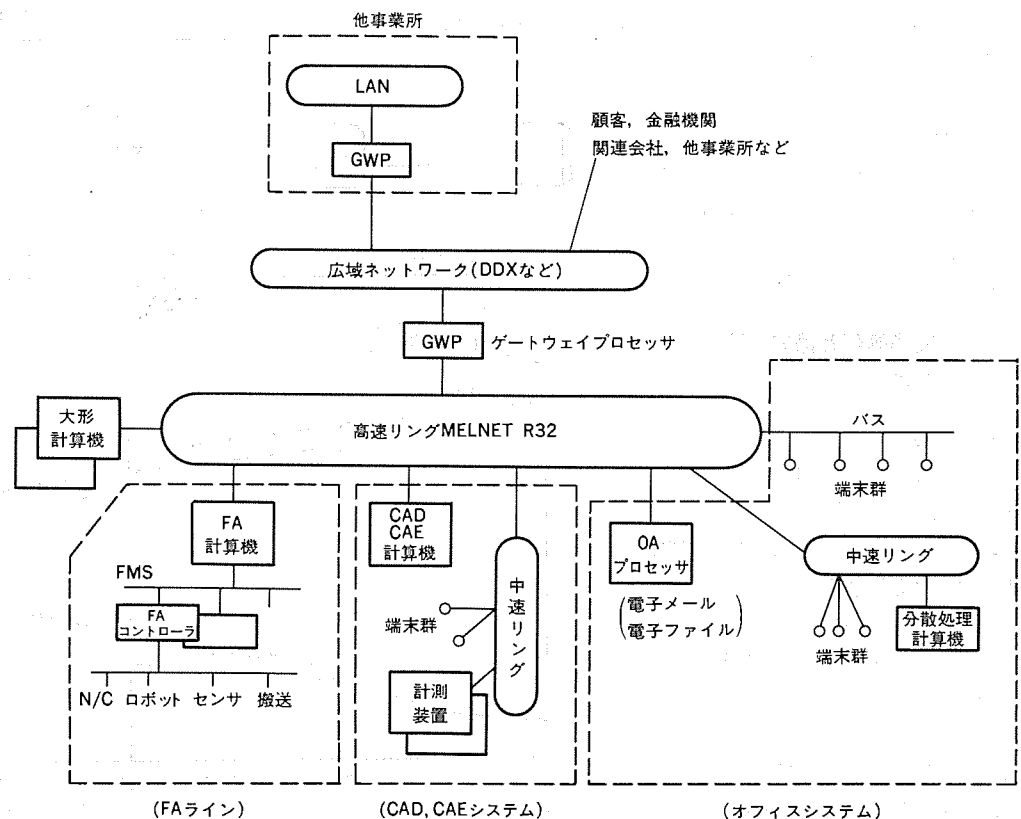 他事業所
LAN
GWP
顧客，金融機関
関連会社，他事業所など
広域ネットワーク(DDXなど)
GWP
ゲートウェイプロセッサ
大形
計算機
高速リングMELNET R32
バス
端末群
FA
計算機
FMS
FA
コントローラ
N/C ロボット センサ 搬送
CAD
CAE
計算機
端末群
中速リング
計測
装置
OA
プロセッサ
(電子メール
電子ファイル)
中速リング
端末群
分散処理
計算機
(FAライン)
(CAD, CAEシステム)
(オフィスシステム)